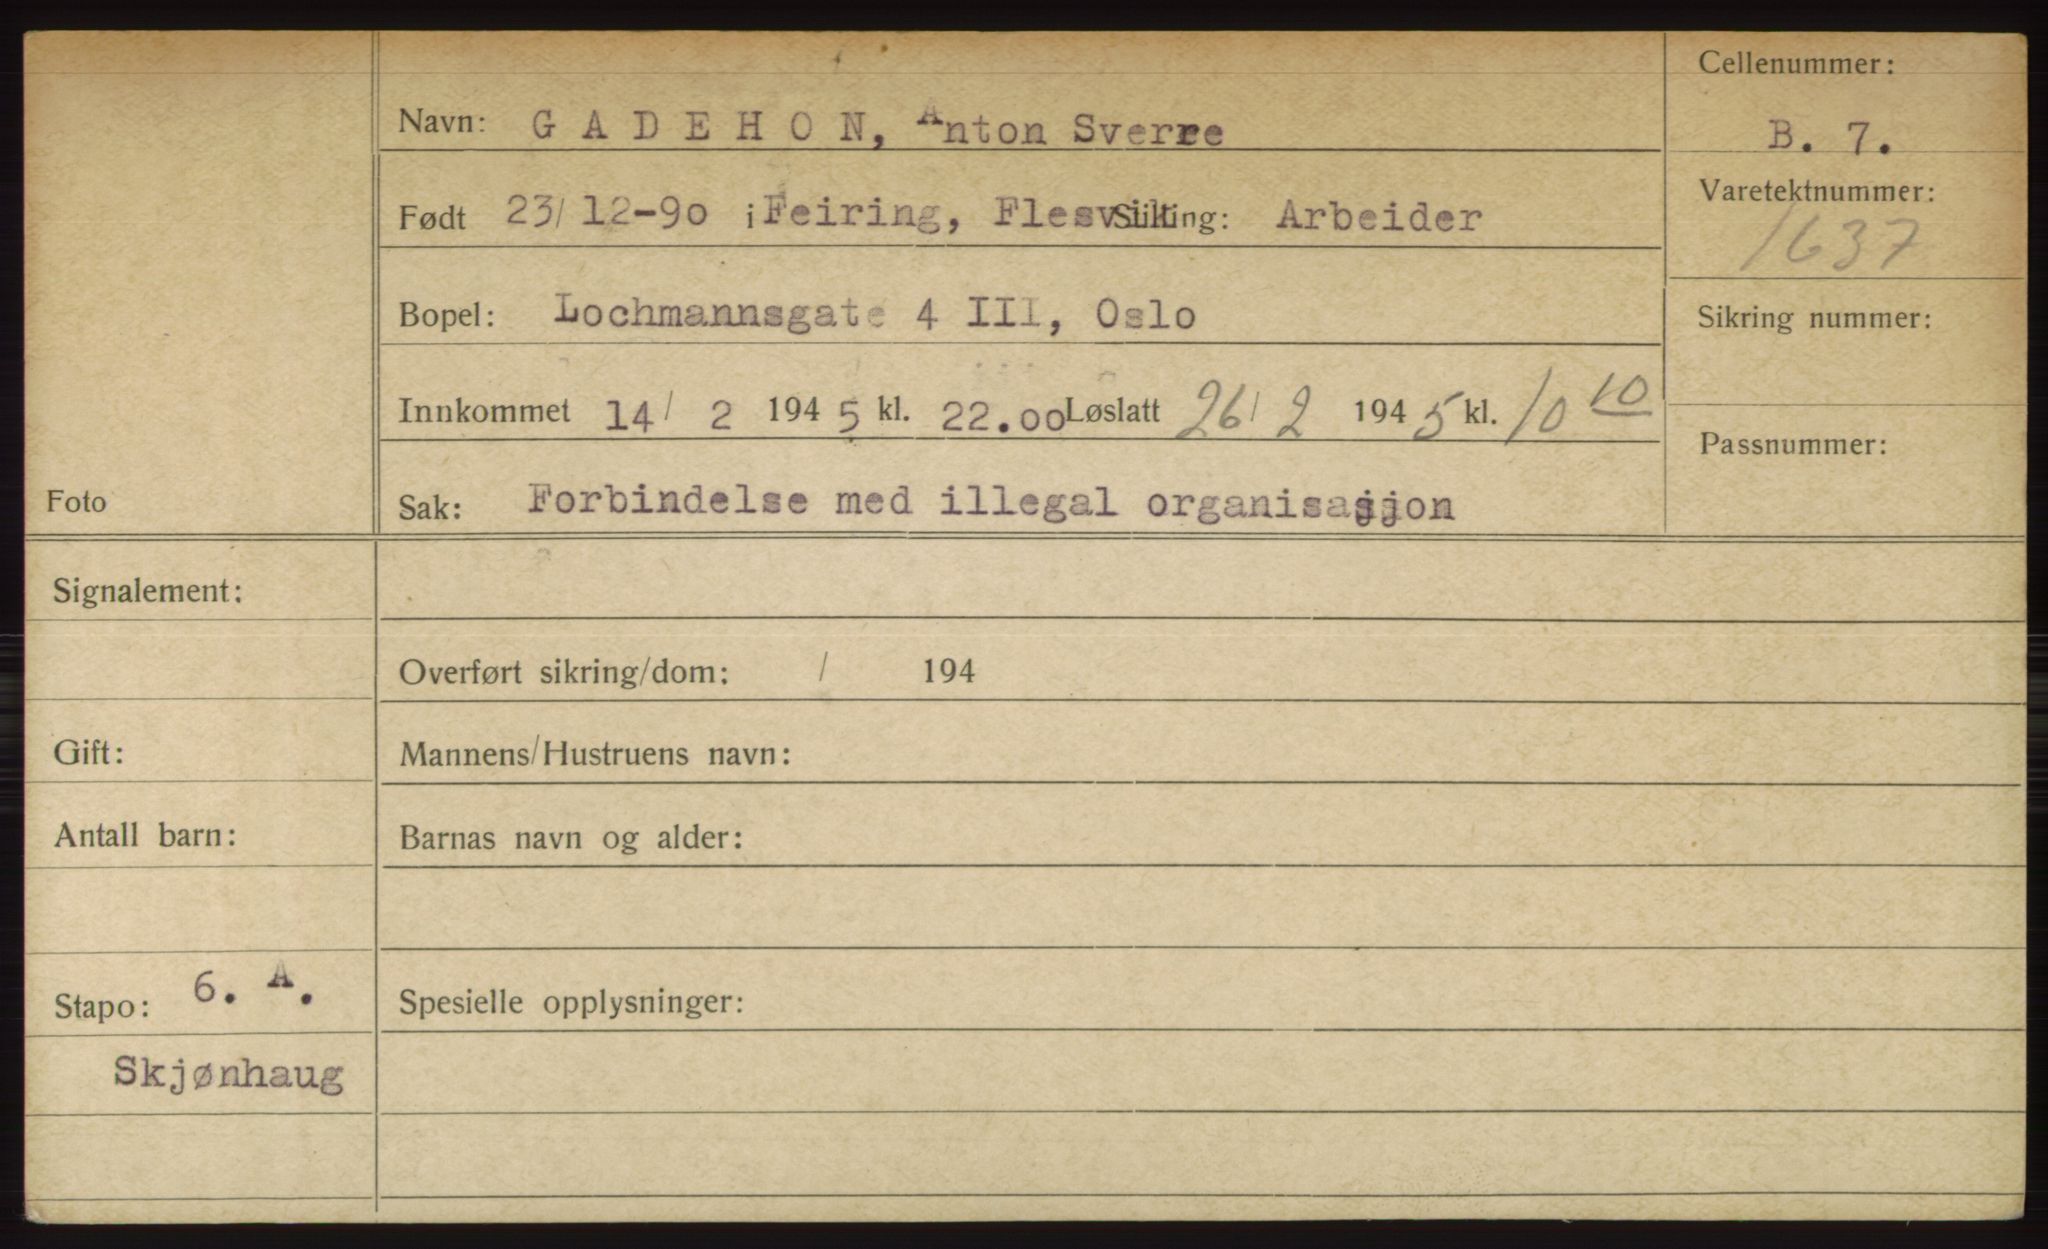 Cellenummer:
Navn: G A D E H O N, Anton Sverre
B. 7.
Født 23/ 12-90 i Feiring, Flesvik Stilling: Arbeider
Varetektnummer:
1637
Bopel: Lochmannsgate 4 III, Oslo
Sikring nummer:
Innkommet 14/ 2 1945 kl. 22.00 Løslatt 26/ 2 1945 kl. 10 10
Passnummer:
Foto
Sak: Forbindelse med illegal organisasjon
Signalement:
Overført sikring/dom: / 194
Gift:
Mannens/Hustruens navn:
Antall barn:
Barnas navn og alder:
Stapo: 6. A.
Spesielle opplysninger:
Skjønhaug